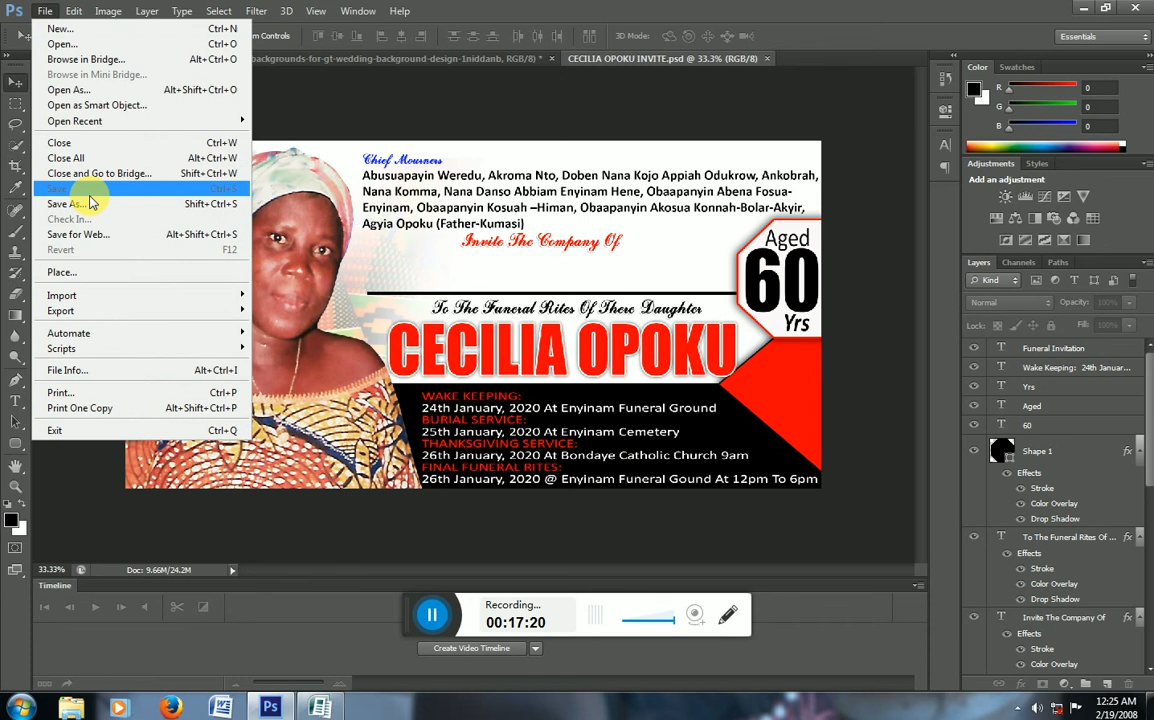 Ps File Edit Image Layer Type Select Filter 3D View Window Help
Controls 3D Mode: Essentials
backgrounds-for-gt-wedding-background-design-1niddanb, RGB/8) * × CECILIA OPOKU INVITE.psd @ 33.3% (RGB/8) ×
New... Ctrl+N
Open... Ctrl+O
Browse in Bridge... Alt+Ctrl+O
Browse in Mini Bridge...
Open As... Alt+Shift+Ctrl+O
Open as Smart Object...
Open Recent
Close Ctrl+W
Close All Alt+Ctrl+W
Close and Go to Bridge... Shift+Ctrl+W
Save Ctrl+S
Save As... Shift+Ctrl+S
Check In...
Save for Web... Alt+Shift+Ctrl+S
Revert F12
Place...
Import
Export
Automate
Scripts
File Info... Alt+Shift+Ctrl+I
Print... Ctrl+P
Print One Copy Alt+Shift+Ctrl+P
Exit Ctrl+Q
Chief Mourners
Abusuapayin Weredu, Akroma Nto, Doben Nana Kojo Appiah Odukrow, Ankobrah,
Nana Komma, Nana Danso Abbiam Enyinam Hene, Obaapanyin Abena Fosua-
Enyinam, Obaapanyin Kosuah –Himan, Obaapanyin Akosua Konnah-Bolar-Akyir,
Agyia Opoku (Father-Kumasi)
Invite The Company Of
Aged
60
Yrs
To The Funeral Rites Of There Daughter
CECILIA OPOKU
WAKE KEEPING:
24th January, 2020 At Enyinam Funeral Ground
BURIAL SERVICE:
25th January, 2020 At Enyinam Cemetery
THANKSGIVING SERVICE:
26th January, 2020 At Bondaye Catholic Church 9am
FINAL FUNERAL RITES:
26th January, 2020 @ Enyinam Funeral Gound At 12pm To 6pm
Color Swatches
R 0
G 0
B 0
Adjustments Styles
Add an adjustment
Layers Channels Paths
Kind
Normal Opacity: 100%
Lock: Fill: 100%
T Funeral Invitation
T Wake Keeping: 24th Januar...
T Yrs
T Aged
T 60
Shape 1 fx
Effects
Stroke
Color Overlay
Drop Shadow
T To The Funeral Rites Of ... fx
Effects
Stroke
Color Overlay
Drop Shadow
T Invite The Company Of fx
Effects
Stroke
Color Overlay
33.33% Doc: 9.66M/24.2M
Timeline
Recording...
00:17:20
Create Video Timeline
W Ps
12:25 AM
2/19/2008